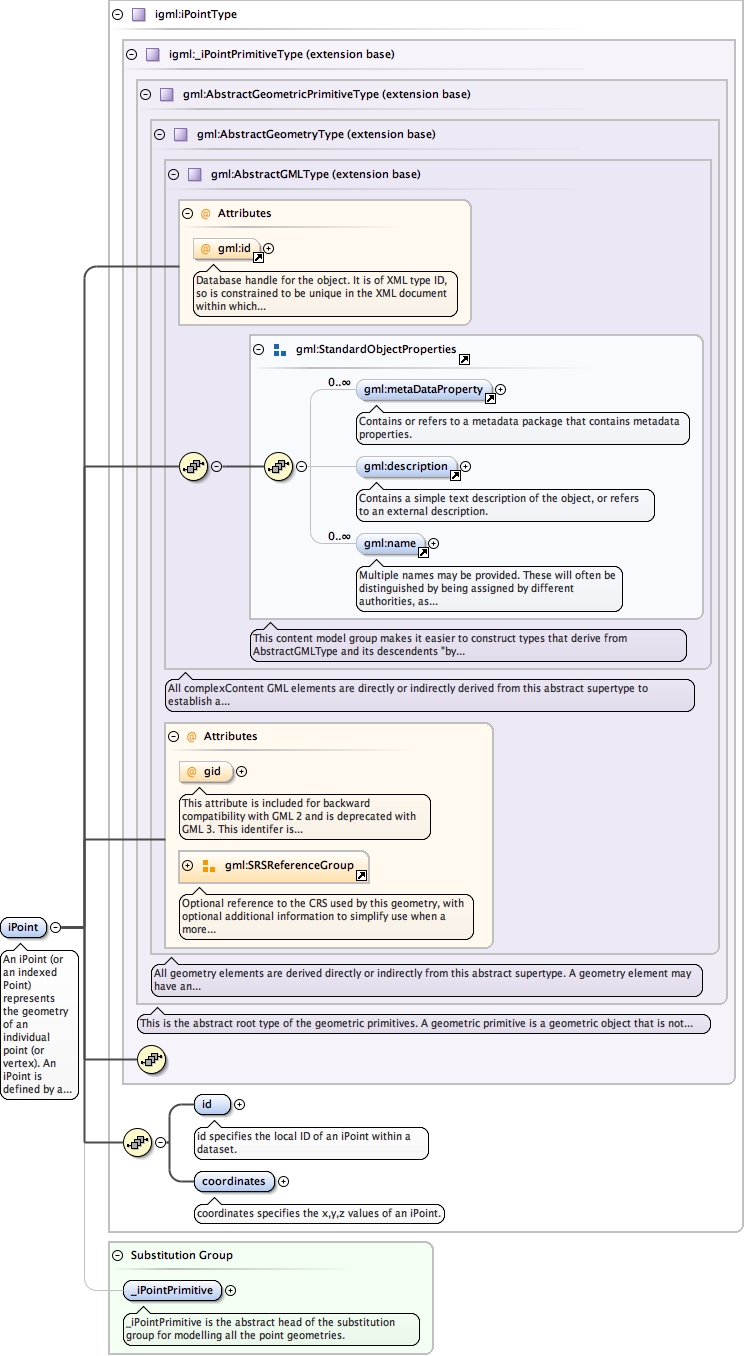 igml:iPointType
igml:_iPointPrimitiveType (extension base)
gml:AbstractGeometricPrimitiveType (extension base)
gml:AbstractGeometryType (extension base)
gml:AbstractGMLType (extension base)
@ Attributes
@ gml:id
Database handle for the object. It is of XML type ID,
so is constrained to be unique in the XML document
within which...
gml:StandardObjectProperties
0..∞
gml:metaDataProperty
Contains or refers to a metadata package that contains metadata
properties.
gml:description
Contains a simple text description of the object, or refers
to an external description.
0..∞
gml:name
Multiple names may be provided. These will often be
distinguished by being assigned by different
authorities, as...
This content model group makes it easier to construct types that derive from
AbstractGMLType and its descendents "by...
All complexContent GML elements are directly or indirectly derived from this abstract supertype to
establish a...
@ Attributes
@ gid
This attribute is included for backward
compatibility with GML 2 and is deprecated with
GML 3. This identifer is...
gml:SRSReferenceGroup
Optional reference to the CRS used by this geometry, with
optional additional information to simplify use when a
more...
iPoint
An iPoint (or
an indexed
Point)
represents
the geometry
of an
individual
point (or
vertex). An
iPoint is
defined by a...
All geometry elements are derived directly or indirectly from this abstract supertype. A geometry element may
have an...
This is the abstract root type of the geometric primitives. A geometric primitive is a geometric object that is not...
id
id specifies the local ID of an iPoint within a
dataset.
coordinates
coordinates specifies the x,y,z values of an iPoint.
Substitution Group
_iPointPrimitive
_iPointPrimitive is the abstract head of the substitution
group for modelling all the point geometries.